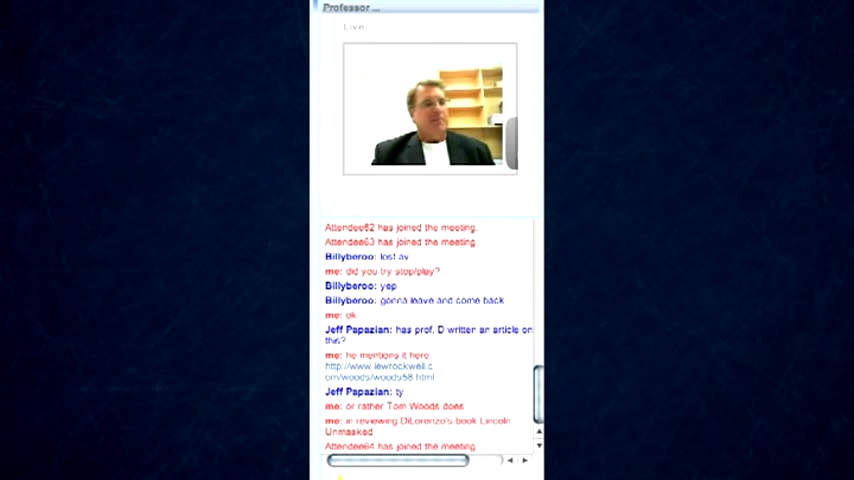 Professor ...
Live
Attendee62 has joined the meeting.
Attendee63 has joined the meeting.
Billyberoo: lost av
me: did you try stop/play?
Billyberoo: yep
Billyberoo: gonna leave and come back
me: ok
Jeff Papazian: has prof. D written an article on
this?
me: he mentions it here.
http://www.lewrockwell.c
om/woods/woods58.html
Jeff Papazian: ty
me: or rather Tom Woods does
me: in reviewing DiLorenzo's book Lincoln
Unmasked
Attendee64 has joined the meeting.